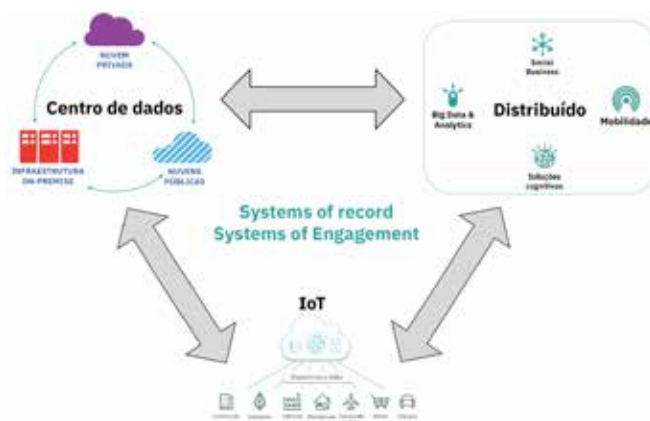 NUVEM
PRIVADA
Centro de dados
INFRAESTRUTURA
ON-PREMISE
NUVENS
PÚBLICAS
Social
Business
Big Data &
Analytics
Distribuído
Mobilidade
Soluções
cognitivas
Systems of record
Systems of Engagement
IoT